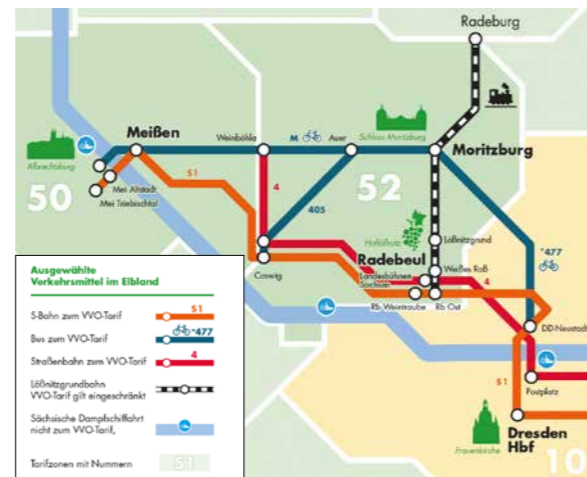 Radeburg
Meißen
Weinböhla
M
Auer
Schloss Moritzburg
Moritzburg
Albrechtsburg
S1
50
Mei Altstadt
Mei Triebischtal
4
52
405
*477
Hoflößnitz
Lößnitzgrund
Radebeul
Weißes Roß
Coswig
Landesbühnen
Sachsen
4
Rb Weintraube
Rb Ost
DD-Neustadt
S1
Postplatz
Frauenkirche
Dresden
Hbf
10
Ausgewählte
Verkehrsmittel im Elbland
S-Bahn zum VVO-Tarif
S1
Bus zum VVO-Tarif
*477
Straßenbahn zum VVO-Tarif
4
Lößnitzgrundbahn
VVO-Tarif gilt eingeschränkt
Sächsische Dampfschiffahrt
nicht zum VVO-Tarif,
Tarifzonen mit Nummern
51